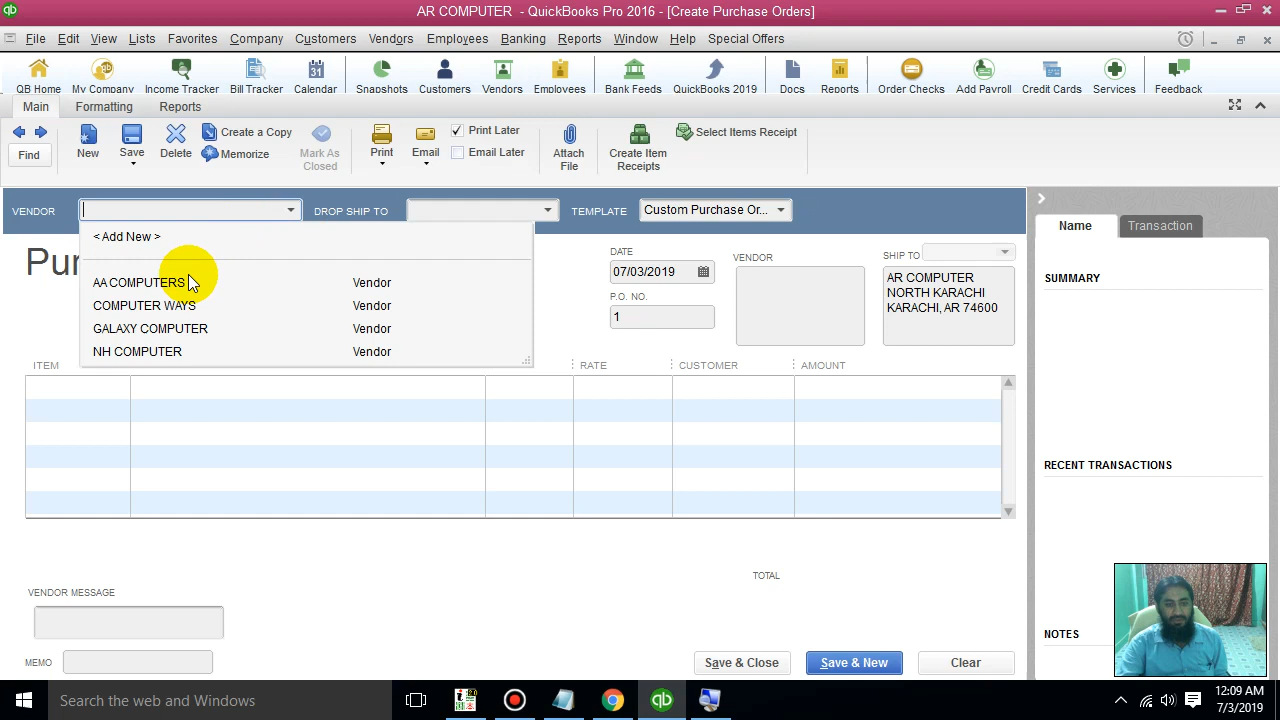 AR COMPUTER - QuickBooks Pro 2016 - [Create Purchase Orders]
File Edit View Lists Favorites Company Customers Vendors Employees Banking Reports Window Help Special Offers
QB Home My Company Income Tracker Bill Tracker Calendar Snapshots Customers Vendors Employees Bank Feeds QuickBooks 2019 Docs Reports Order Checks Add Payroll Credit Cards Services Feedback
Main Formatting Reports
Find New Save Delete Create a Copy Memorize Mark As Closed Print Email Print Later Email Later Attach File Create Item Receipts Select Items Receipt
VENDOR DROP SHIP TO TEMPLATE Custom Purchase Or...
< Add New >
AA COMPUTERS Vendor
COMPUTER WAYS Vendor
GALAXY COMPUTER Vendor
NH COMPUTER Vendor
Pur
DATE
07/03/2019
P.O. NO.
1
VENDOR
SHIP TO
AR COMPUTER
NORTH KARACHI
KARACHI, AR 74600
ITEM RATE CUSTOMER AMOUNT
TOTAL
VENDOR MESSAGE
MEMO
Save & Close Save & New Clear
Name Transaction
SUMMARY
RECENT TRANSACTIONS
NOTES
Search the web and Windows
12:09 AM
7/3/2019